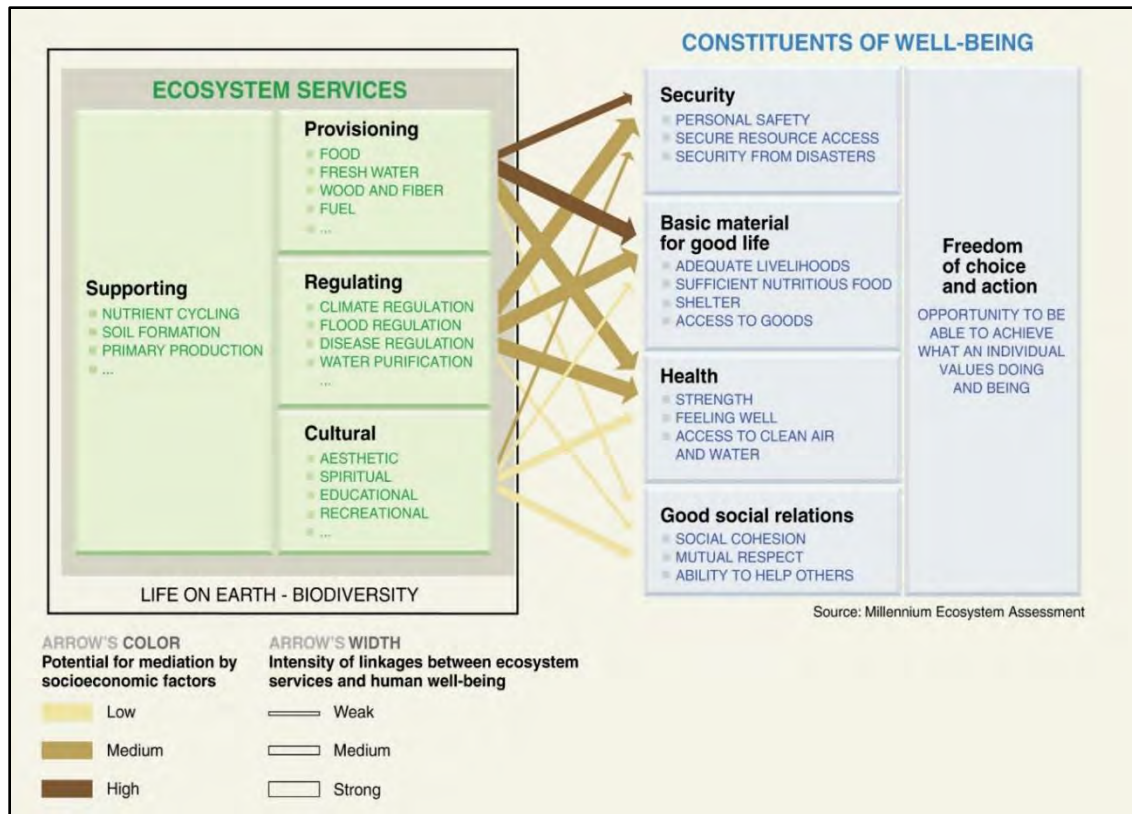 CONSTITUENTS OF WELL-BEING
ECOSYSTEM SERVICES
Supporting
NUTRIENT CYCLING
SOIL FORMATION
PRIMARY PRODUCTION
...
Provisioning
FOOD
FRESH WATER
WOOD AND FIBER
FUEL
...
Regulating
CLIMATE REGULATION
FLOOD REGULATION
DISEASE REGULATION
WATER PURIFICATION
...
Cultural
AESTHETIC
SPIRITUAL
EDUCATIONAL
RECREATIONAL
...
LIFE ON EARTH - BIODIVERSITY
Security
PERSONAL SAFETY
SECURE RESOURCE ACCESS
SECURITY FROM DISASTERS
Basic material
for good life
ADEQUATE LIVELIHOODS
SUFFICIENT NUTRITIOUS FOOD
SHELTER
ACCESS TO GOODS
Health
STRENGTH
FEELING WELL
ACCESS TO CLEAN AIR
AND WATER
Good social relations
SOCIAL COHESION
MUTUAL RESPECT
ABILITY TO HELP OTHERS
Freedom
of choice
and action
OPPORTUNITY TO BE
ABLE TO ACHIEVE
WHAT AN INDIVIDUAL
VALUES DOING
AND BEING
Source: Millennium Ecosystem Assessment
ARROW'S COLOR
Potential for mediation by
socioeconomic factors
Low
Medium
High
ARROW'S WIDTH
Intensity of linkages between ecosystem
services and human well-being
Weak
Medium
Strong